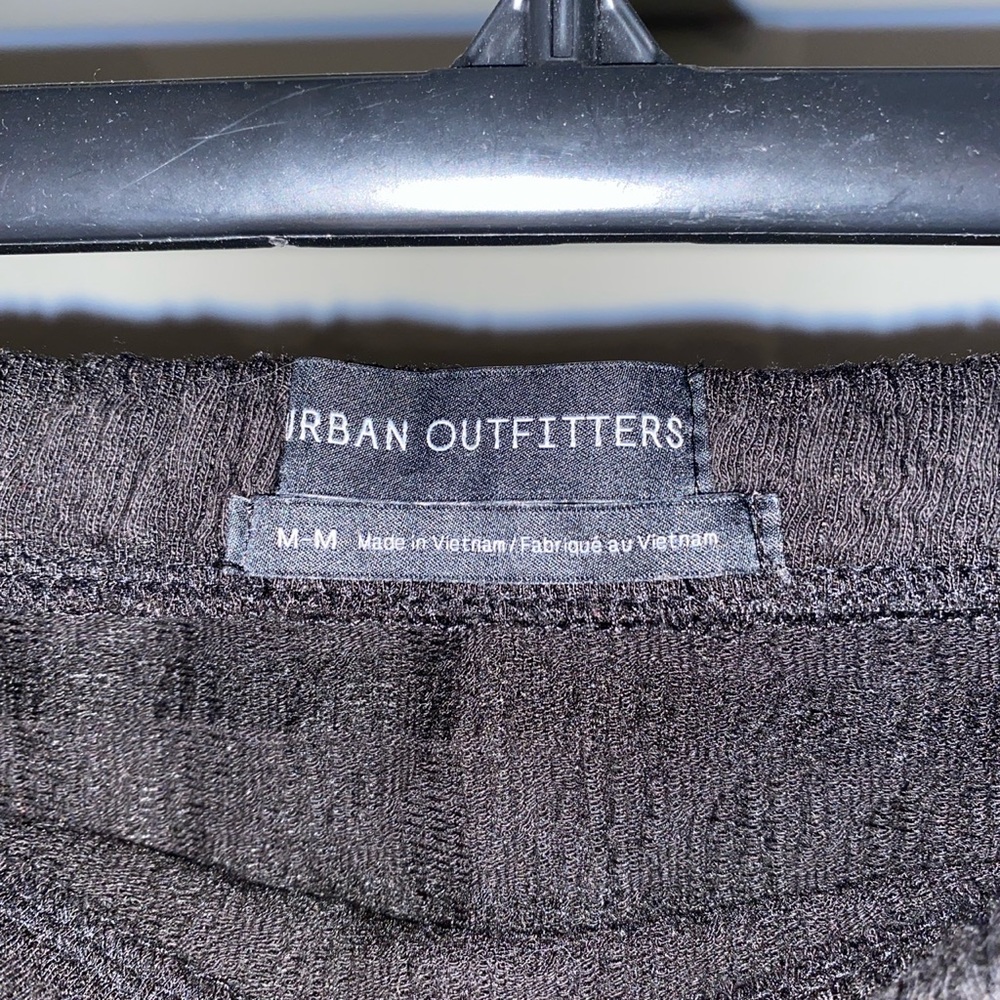 URBAN OUTFITTERS
M-M Made in Vietnam / Fabriqué au Vietnam